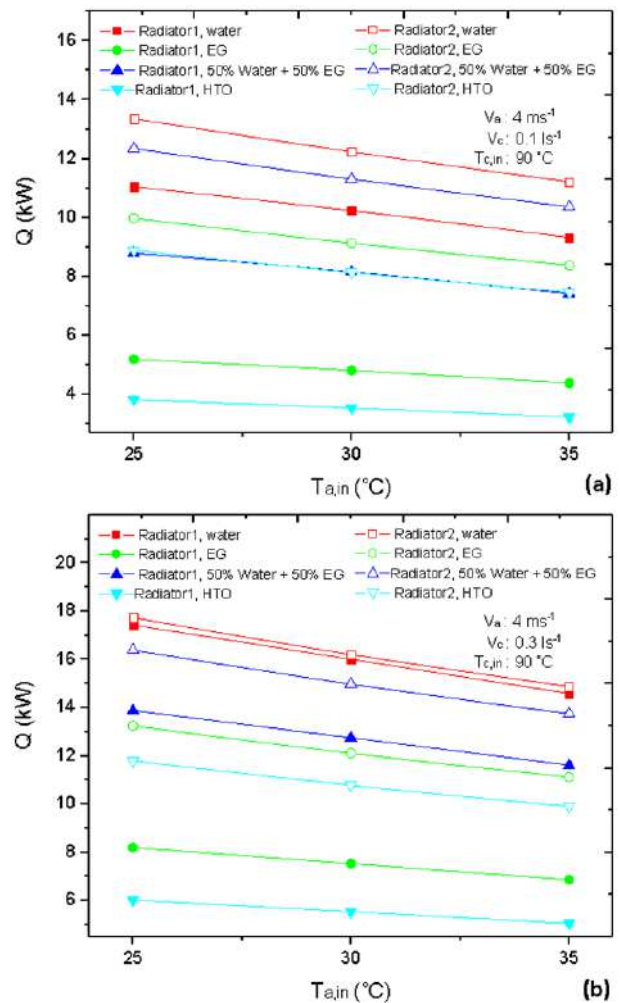 16
14
12
10
8
6
4
Q (kW)
Radiator1, water
Radiator2, water
Radiator1, EG
Radiator2, EG
Radiator1, 50% Water + 50% EG
Radiator2, 50% Water + 50% EG
Radiator1, HTO
Radiator2, HTO
Va : 4 ms-1
Vc : 0.1 ls-1
Tc,in : 90 °C
25
30
35
Ta,in (°C)
(a)
20
18
16
14
12
10
8
6
Q (kW)
Radiator1, water
Radiator2, water
Radiator1, EG
Radiator2, EG
Radiator1, 50% Water + 50% EG
Radiator2, 50% Water + 50% EG
Radiator1, HTO
Radiator2, HTO
Va : 4 ms-1
Vc : 0.3 ls-1
Tc,in : 90 °C
25
30
35
Ta,in (°C)
(b)